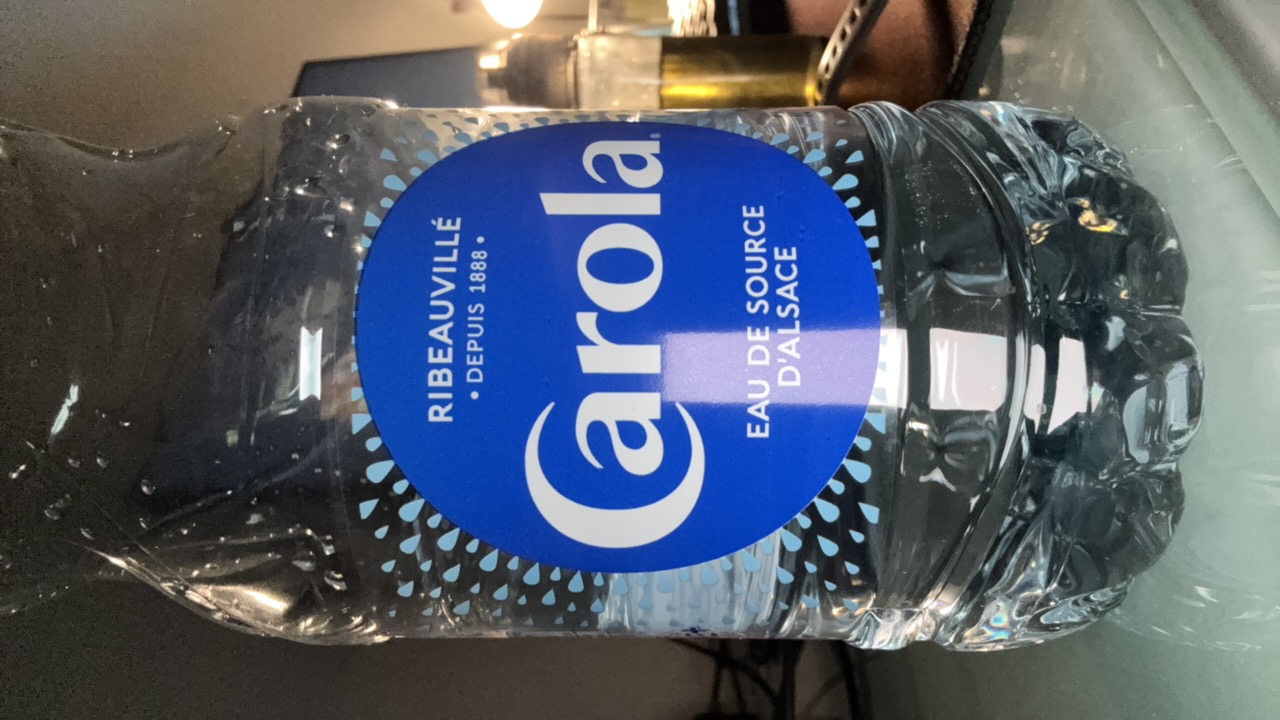 RIBEAUVILLÉ
• DEPUIS 1888 •
Carola®
EAU DE SOURCE
D'ALSACE